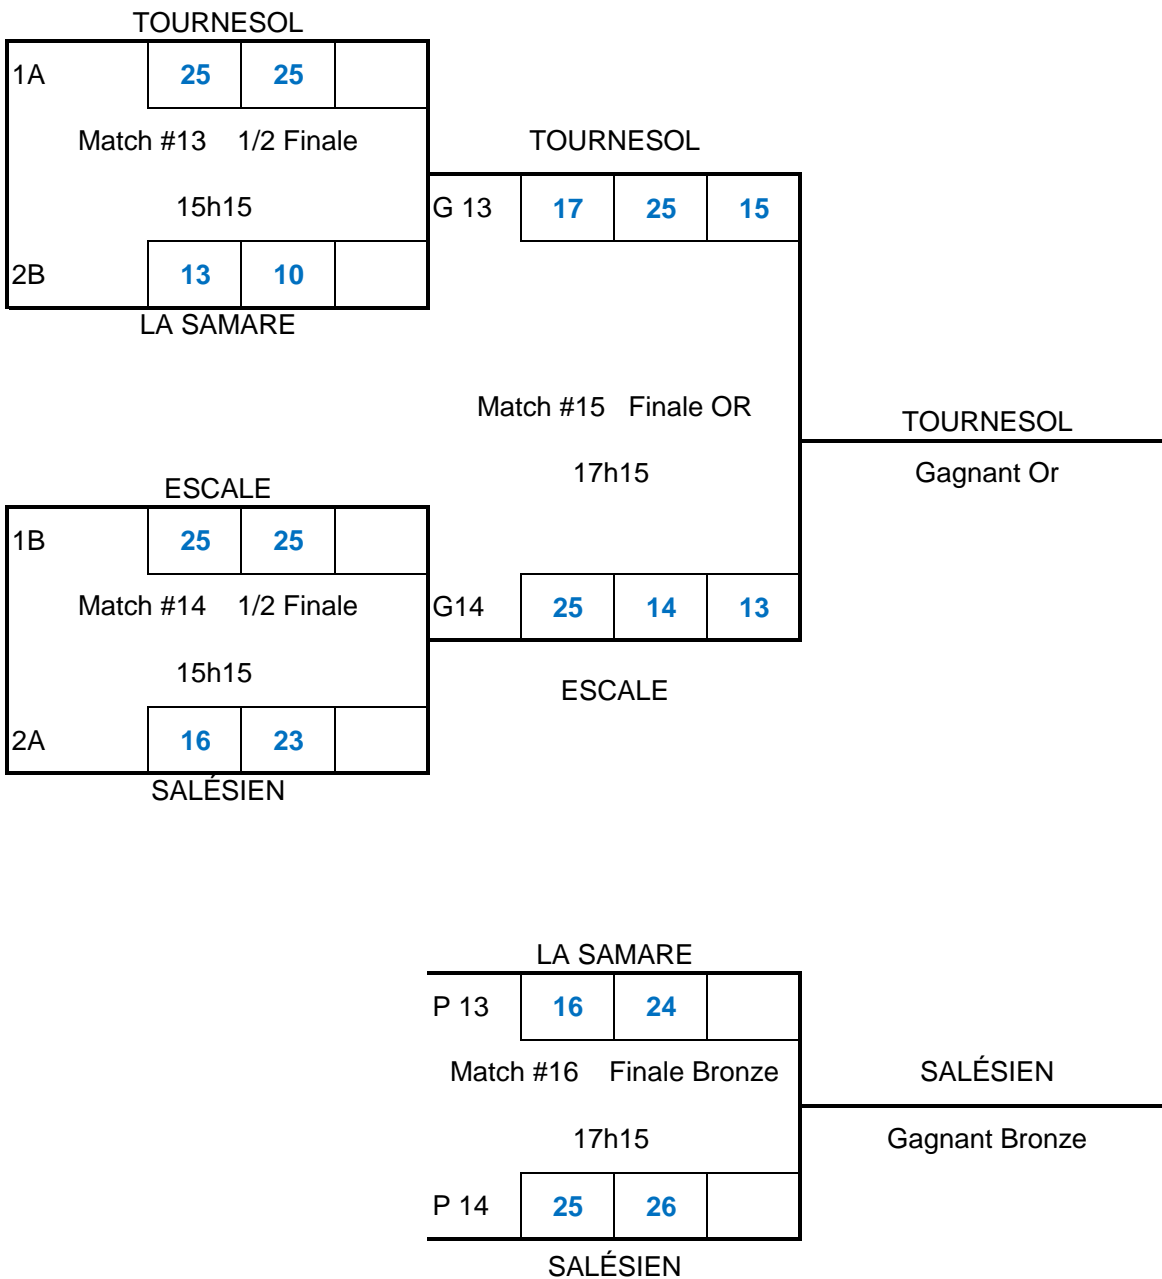 TOURNESOL
1A 25 25
Match #13 1/2 Finale
15h15
2B 13 10
LA SAMARE
TOURNESOL
G 13 17 25 15
Match #15 Finale OR
17h15
G14 25 14 13
ESCALE
TOURNESOL
Gagnant Or
ESCALE
1B 25 25
Match #14 1/2 Finale
15h15
2A 16 23
SALÉSIEN
LA SAMARE
P 13 16 24
Match #16 Finale Bronze
17h15
P 14 25 26
SALÉSIEN
SALÉSIEN
Gagnant Bronze